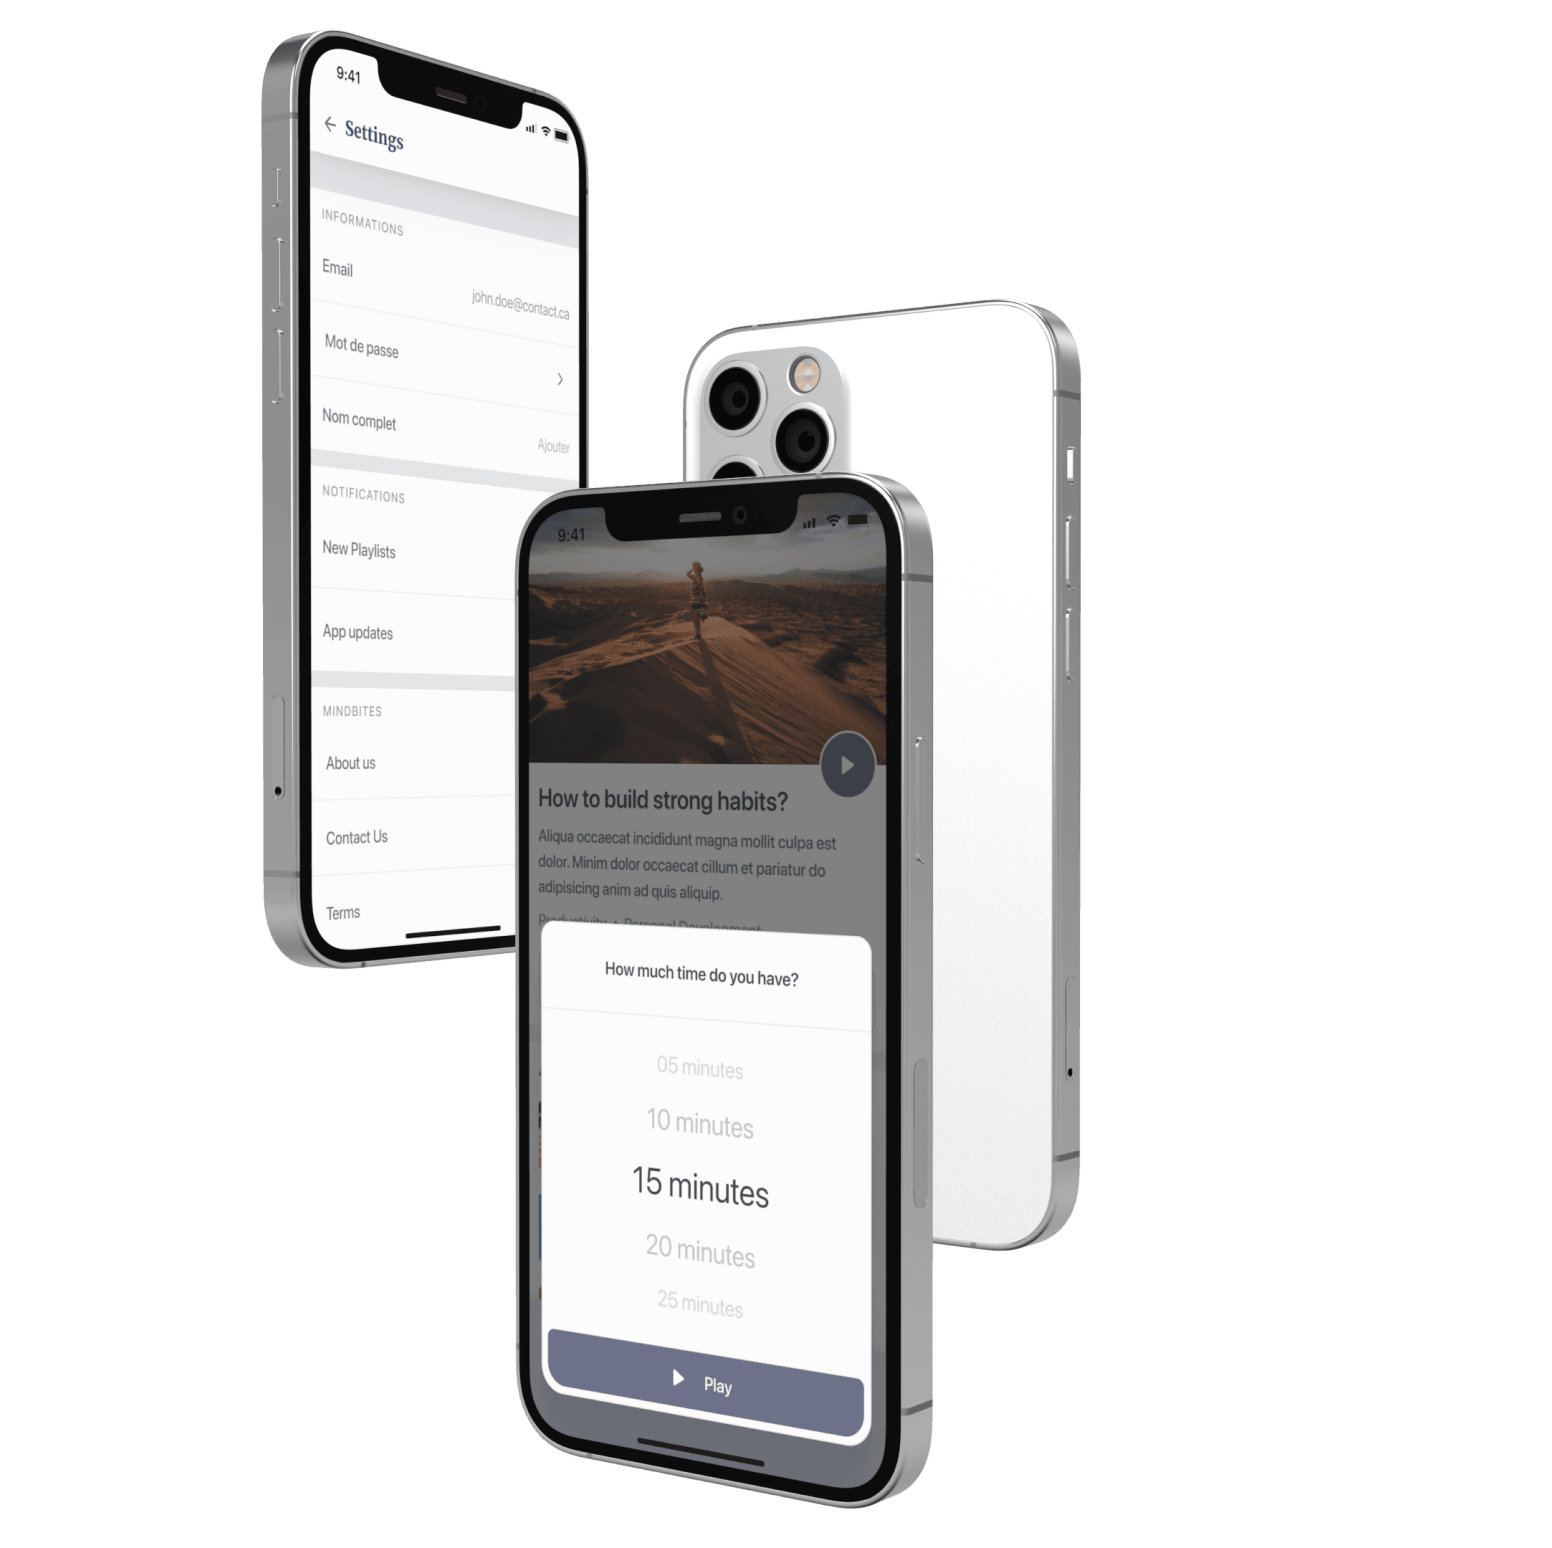 9:41
Settings
INFORMATIONS
Email
john.doe@contact.ca
Mot de passe
Nom complet
Ajouter
NOTIFICATIONS
New Playlists
App updates
MINDBITES
About us
Contact Us
Terms
9:41
How to build strong habits?
Aliqua occaecat incididunt magna mollit culpa est
dolor. Minim dolor occaecat cillum et pariatur do
adipisicing anim ad quis aliquip.
Productivity • Personal Development
How much time do you have?
05 minutes
10 minutes
15 minutes
20 minutes
25 minutes
Play